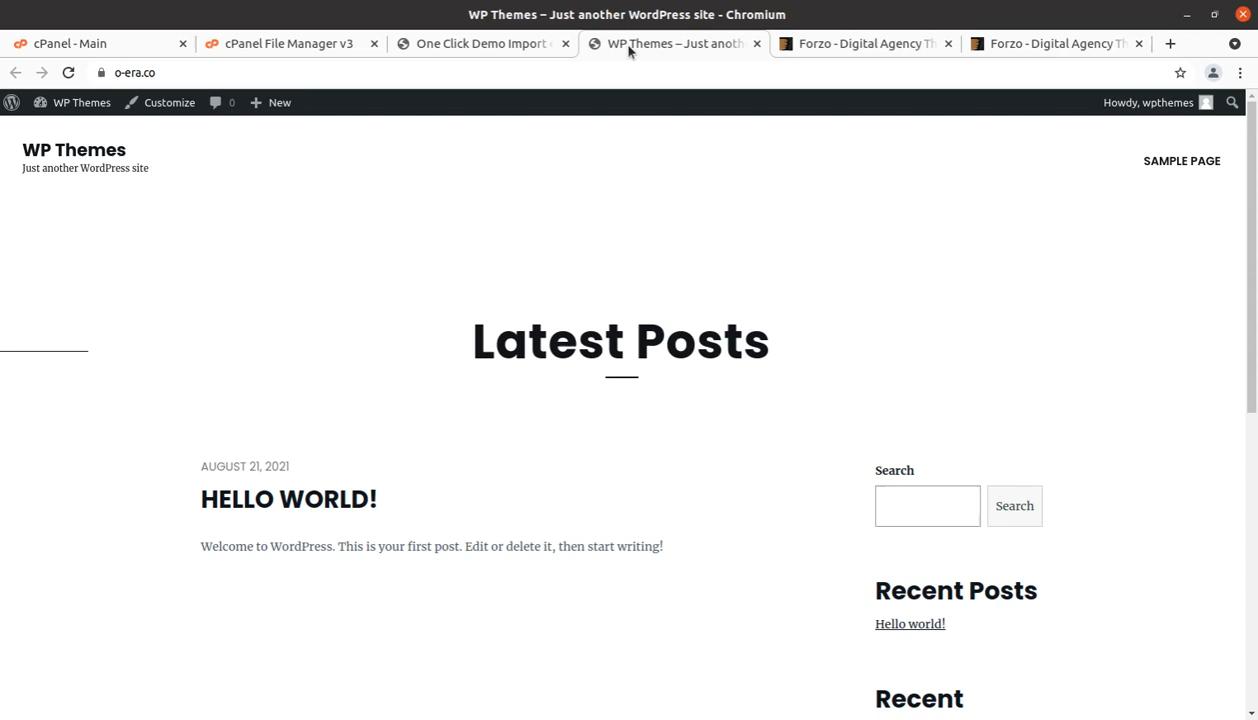 WP Themes – Just another WordPress site - Chromium
cPanel - Main
cPanel File Manager v3
One Click Demo Import
WP Themes – Just anoth
Forzo - Digital Agency Th
Forzo - Digital Agency Th
o-era.co
WP Themes
Customize
0
New
Howdy, wpthemes
WP Themes
Just another WordPress site
SAMPLE PAGE
Latest Posts
AUGUST 21, 2021
HELLO WORLD!
Welcome to WordPress. This is your first post. Edit or delete it, then start writing!
Search
Search
Recent Posts
Hello world!
Recent